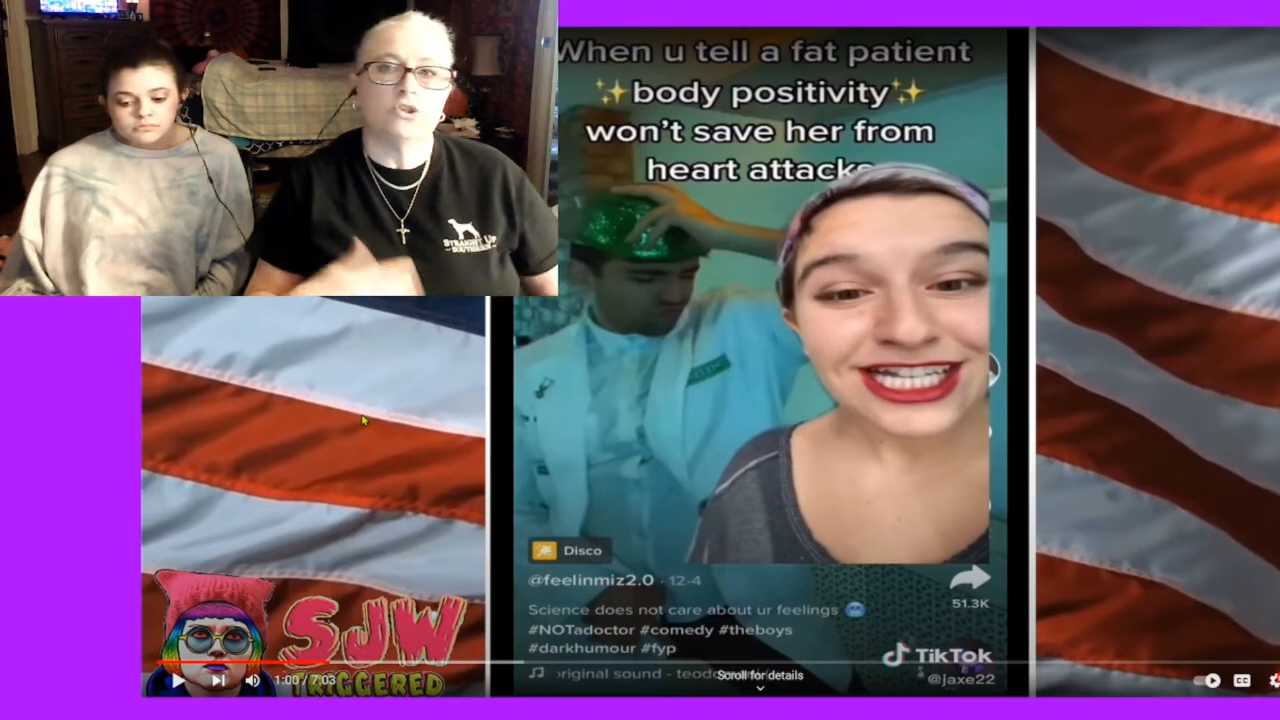 When u tell a fat patient
✨body positivity✨
won't save her from
heart attacks
STRAIGHT UP
SOUTHERN
Disco
@feelinmiz2.0 · 12-4
51.3K
Science does not care about ur feelings 😁
#NOTadoctor #comedy #theboys
#darkhumour #fyp
original sound -
Scroll for details
TikTok
@jaxe22
SJW
TRIGGERED
1:00 / 7:03
CC